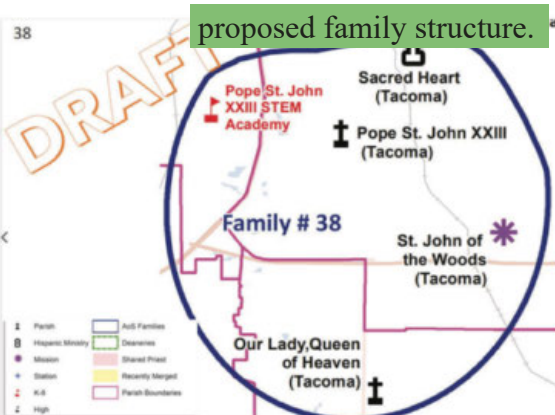 38
proposed family structure.
DRAFT
Sacred Heart
(Tacoma)
Pope St. John
XXIII STEM
Academy
Pope St. John XXIII
(Tacoma)
Family # 38
St. John of
the Woods
(Tacoma)
Our Lady,Queen
of Heaven
(Tacoma)
Parish
Hispanic Ministry
Mission
Station
K-8
High
AoS Families
Deaneries
Shared Priest
Recently Merged
Parish Boundaries